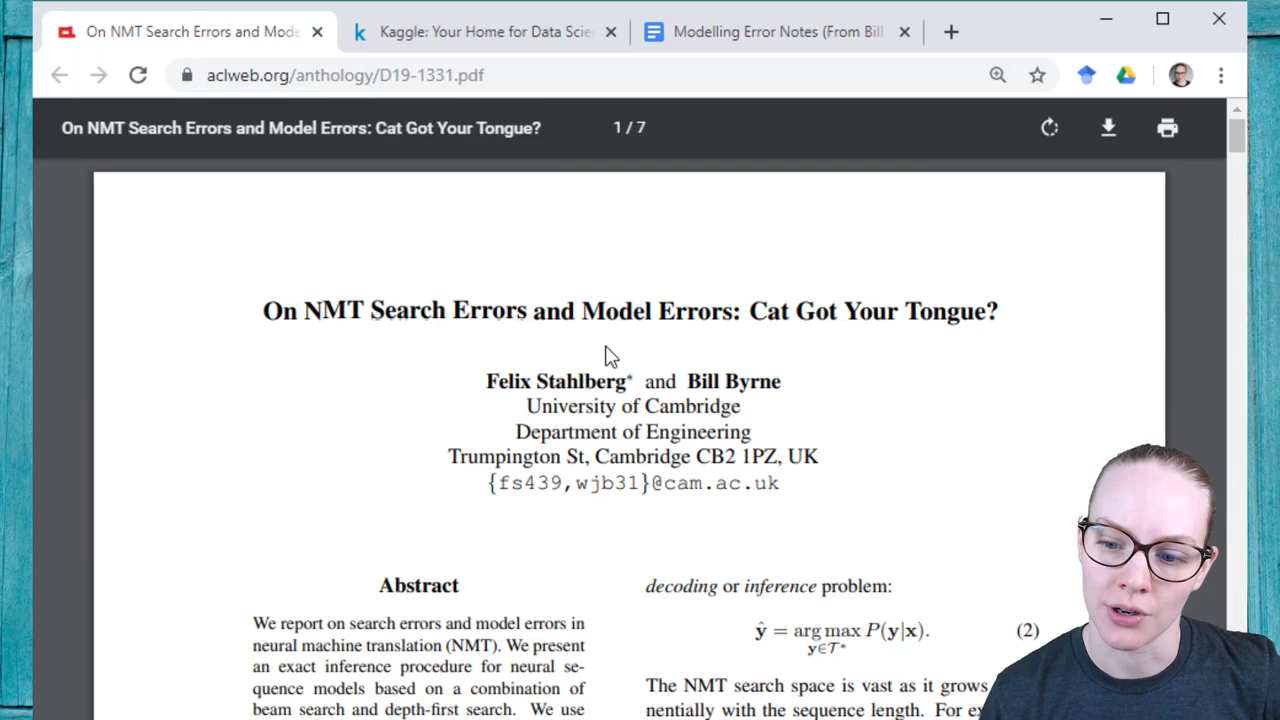 On NMT Search Errors and Mode
Kaggle: Your Home for Data Scie
Modelling Error Notes (From Bill
aclweb.org/anthology/D19-1331.pdf
On NMT Search Errors and Model Errors: Cat Got Your Tongue?
1 / 7
On NMT Search Errors and Model Errors: Cat Got Your Tongue?
Felix Stahlberg* and Bill Byrne
University of Cambridge
Department of Engineering
Trumpington St, Cambridge CB2 1PZ, UK
{fs439,wjb31}@cam.ac.uk
Abstract
We report on search errors and model errors in
neural machine translation (NMT). We present
an exact inference procedure for neural se-
quence models based on a combination of
beam search and depth-first search. We use
decoding or inference problem:
ŷ = arg max P(y|x). (2)
y∈T*
The NMT search space is vast as it grows
nentially with the sequence length. For ex